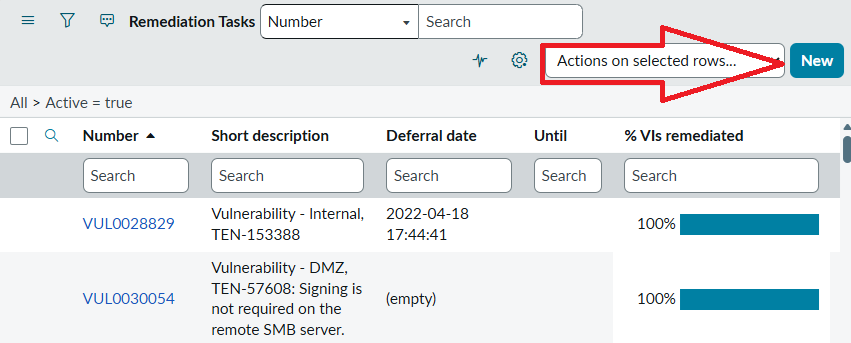 Remediation Tasks Number Search
Actions on selected rows... New
All > Active = true
Number Short description Deferral date Until % VIs remediated
Search Search Search Search Search
VUL0028829 Vulnerability - Internal, TEN-153388 2022-04-18 17:44:41 100%
VUL0030054 Vulnerability - DMZ, TEN-57608: Signing is not required on the remote SMB server. (empty) 100%